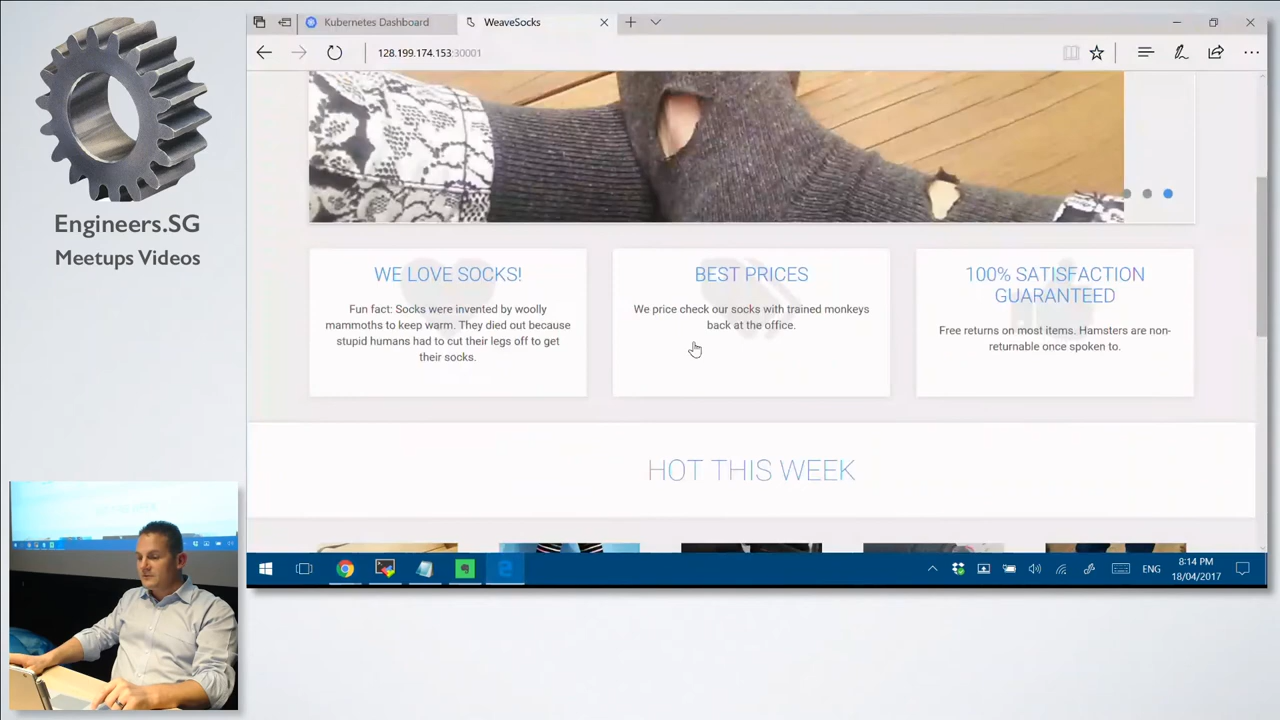 Engineers.SG
Meetups Videos
Kubernetes Dashboard
WeaveSocks
128.199.174.153:30001
WE LOVE SOCKS!
Fun fact: Socks were invented by woolly
mammoths to keep warm. They died out because
stupid humans had to cut their legs off to get
their socks.
BEST PRICES
We price check our socks with trained monkeys
back at the office.
100% SATISFACTION
GUARANTEED
Free returns on most items. Hamsters are non-
returnable once spoken to.
HOT THIS WEEK
ENG
8:14 PM
18/04/2017